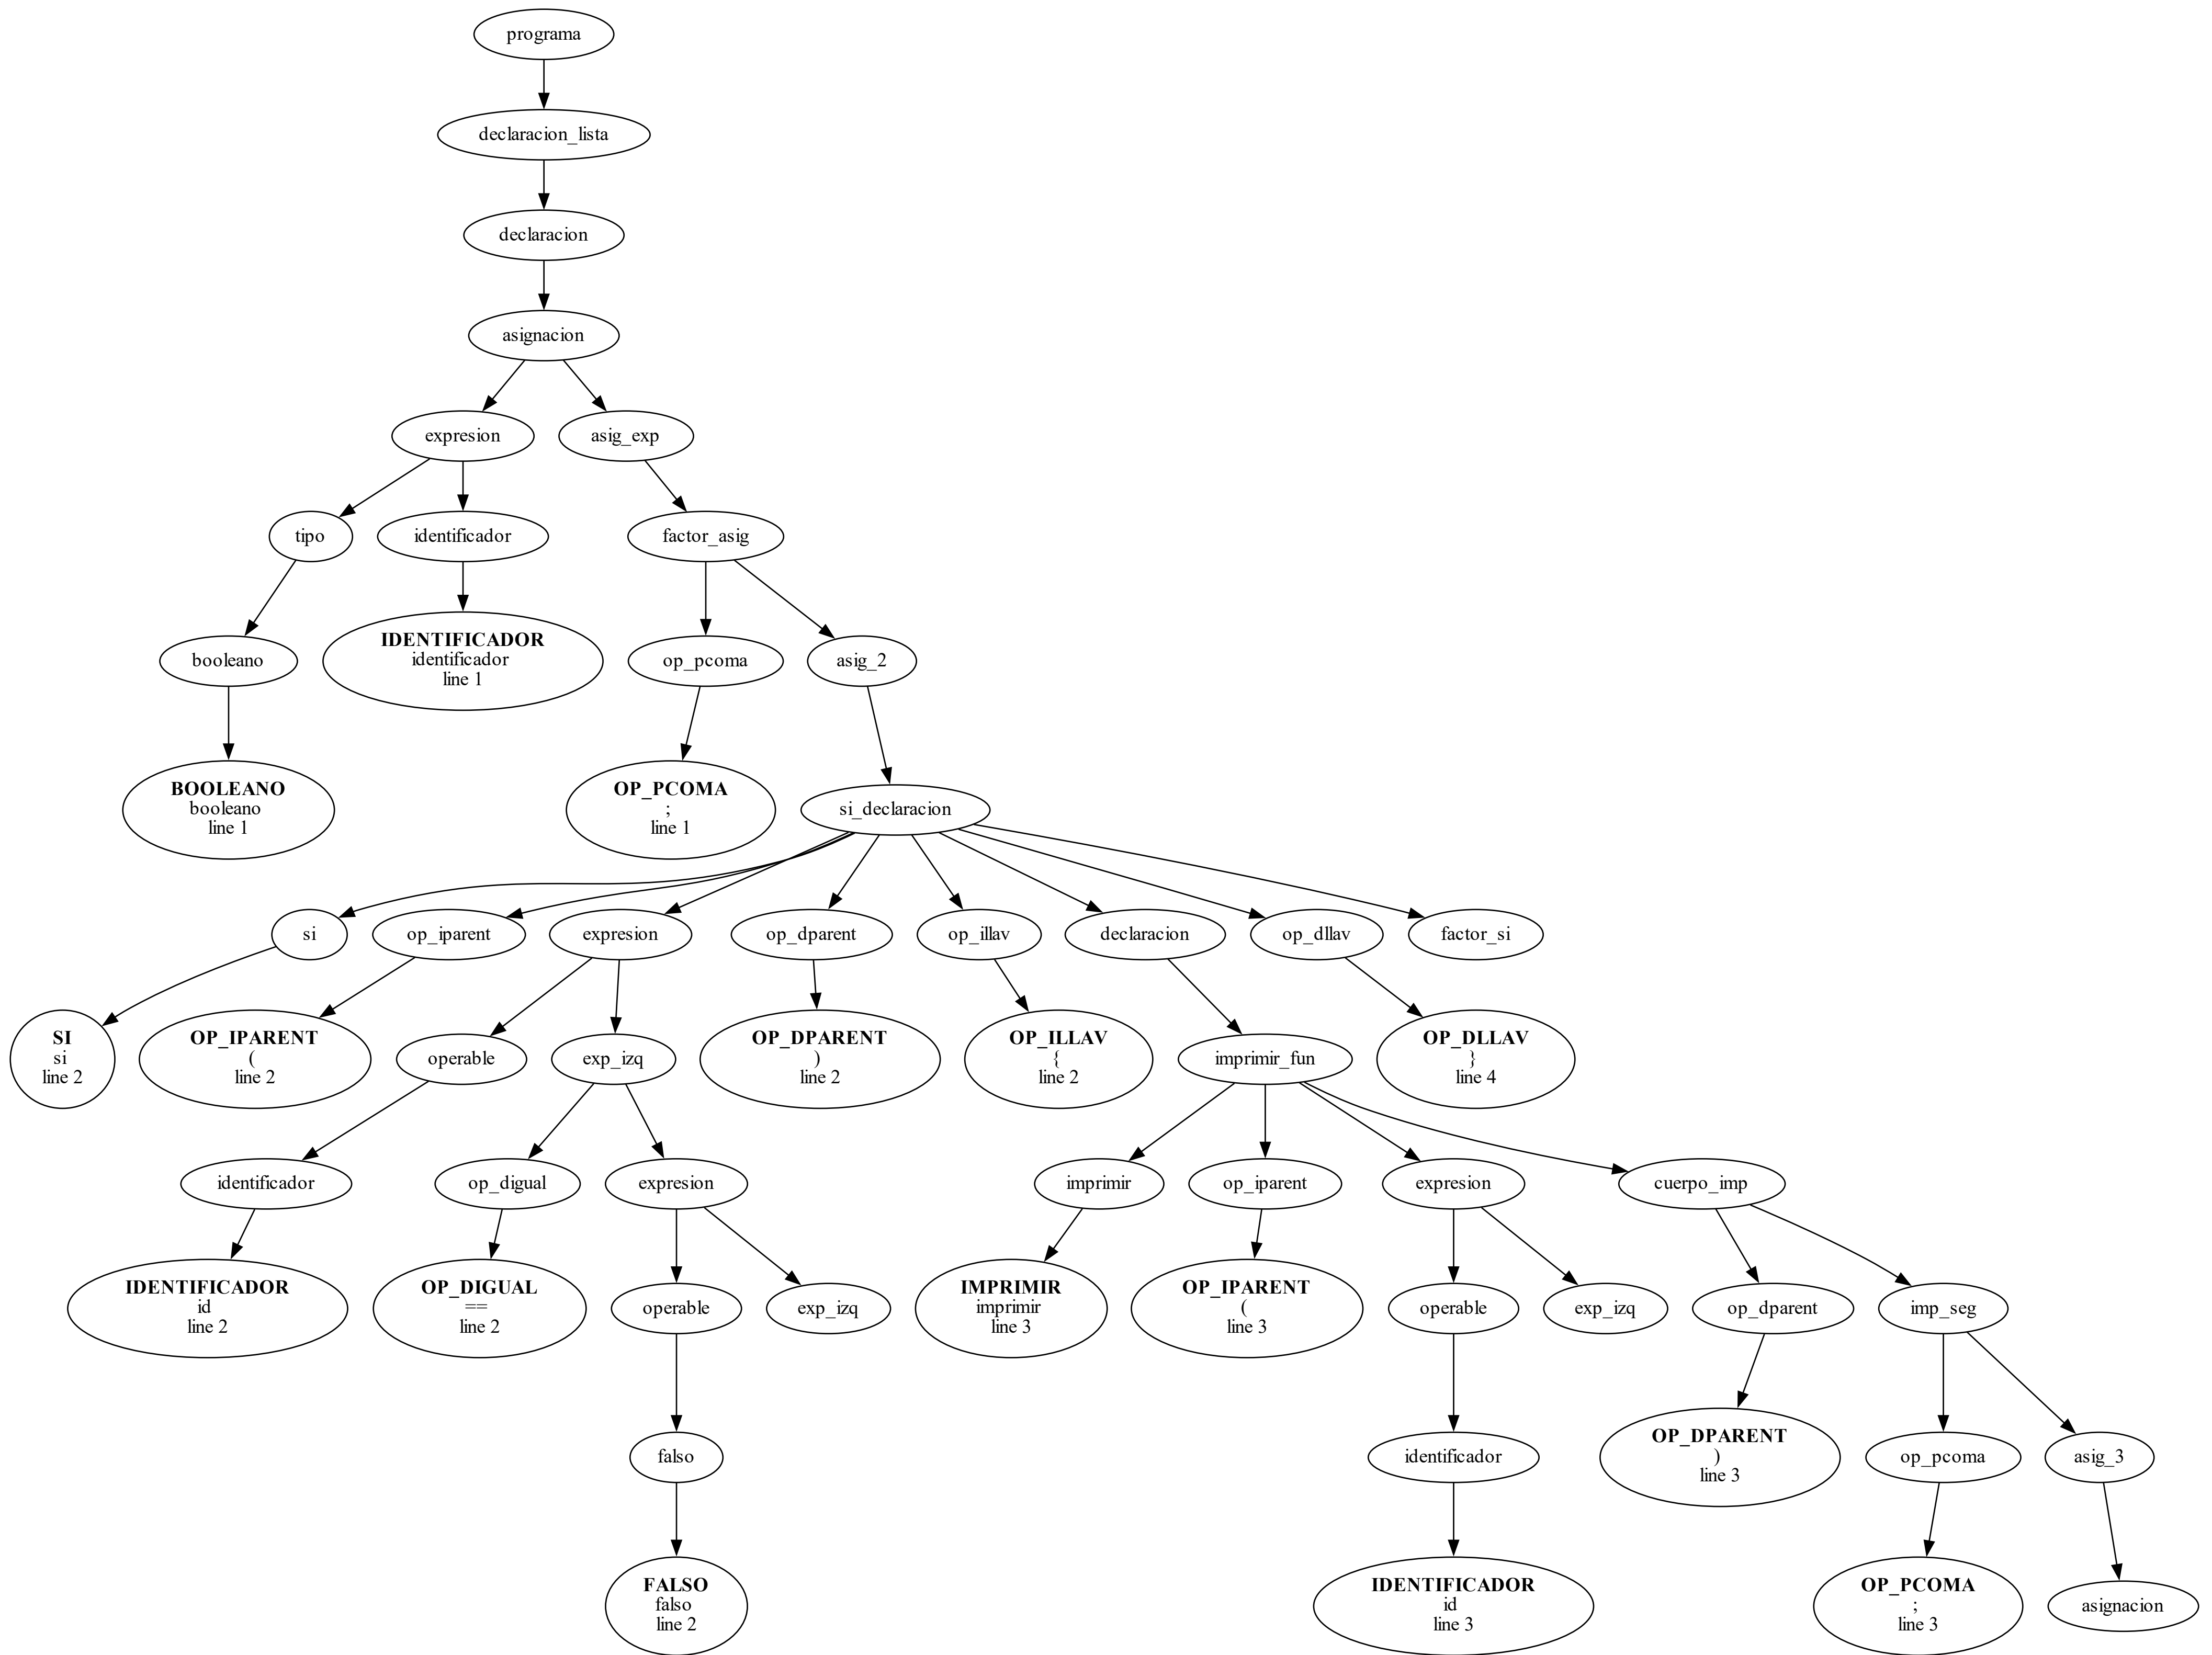 programa
declaracion_lista
declaracion
asignacion
expresion
asig_exp
tipo
identificador
factor_asig
booleano
IDENTIFICADOR
identificador
line 1
op_pcoma
asig_2
BOOLEANO
booleano
line 1
OP_PCOMA
;
line 1
si_declaracion
si
op_iparent
expresion
op_dparent
op_illav
declaracion
op_dllav
factor_si
SI
si
line 2
OP_IPARENT
(
line 2
operable
exp_izq
OP_DPARENT
)
line 2
OP_ILLAV
{
line 2
imprimir_fun
OP_DLLAV
}
line 4
identificador
op_digual
expresion
imprimir
op_iparent
expresion
cuerpo_imp
IDENTIFICADOR
id
line 2
OP_DIGUAL
==
line 2
operable
exp_izq
IMPRIMIR
imprimir
line 3
OP_IPARENT
(
line 3
operable
exp_izq
op_dparent
imp_seg
falso
identificador
OP_DPARENT
)
line 3
op_pcoma
asig_3
FALSO
falso
line 2
IDENTIFICADOR
id
line 3
OP_PCOMA
;
line 3
asignacion